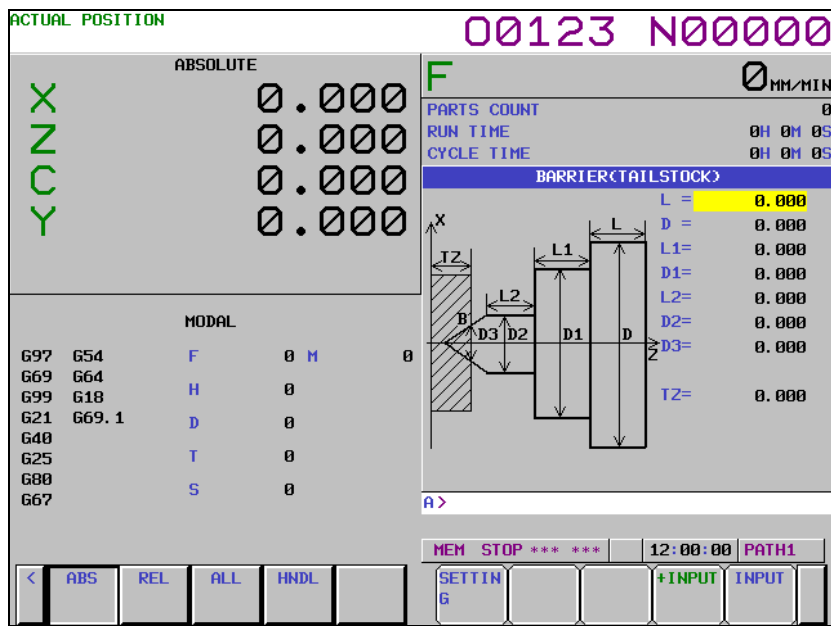 ACTUAL POSITION
O0123 N00000
ABSOLUTE
X 0.000
Z 0.000
C 0.000
Y 0.000
F 0 MM/MIN
PARTS COUNT 0
RUN TIME 0H 0M 0S
CYCLE TIME 0H 0M 0S
BARRIER(TAILSTOCK)
L = 0.000
D = 0.000
L1= 0.000
D1= 0.000
L2= 0.000
D2= 0.000
D3= 0.000
TZ= 0.000
X
L
TZ
L1
L2
B
D3 D2 D1 D
Z
MODAL
G97 G54 F 0 M 0
G69 G64
G99 G18 H 0
G21 G69.1 D 0
G40
G25 T 0
G80
G67 S 0
A>
MEM STOP *** *** 12:00:00 PATH1
< ABS REL ALL HNDL
SETTIN
G
+INPUT INPUT